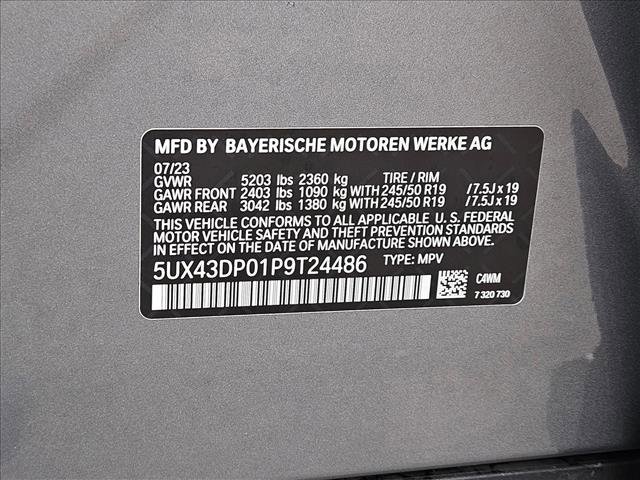 MFD BY BAYERISCHE MOTOREN WERKE AG
07/23
GVWR 5203 lbs 2360 kg TIRE / RIM
GAWR FRONT 2403 lbs 1090 kg WITH 245/50 R19 /7.5J x 19
GAWR REAR 3042 lbs 1380 kg WITH 245/50 R19 /7.5J x 19
THIS VEHICLE CONFORMS TO ALL APPLICABLE U. S. FEDERAL
MOTOR VEHICLE SAFETY AND THEFT PREVENTION STANDARDS
IN EFFECT ON THE DATE OF MANUFACTURE SHOWN ABOVE.
5UX43DP01P9T24486 TYPE: MPV
C4WM
7 320 730